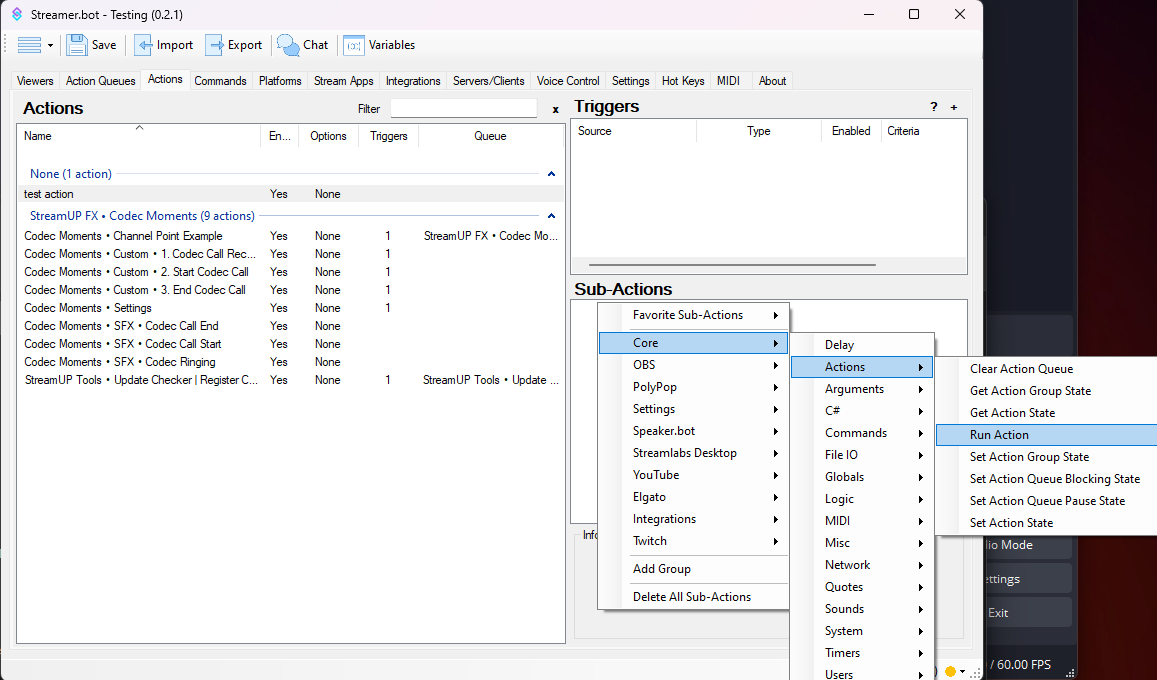 Streamer.bot - Testing (0.2.1)
Save Import Export Chat Variables
Viewers Action Queues Actions Commands Platforms Stream Apps Integrations Servers/Clients Voice Control Settings Hot Keys MIDI About
Actions Filter x
Name En... Options Triggers Queue
None (1 action)
test action Yes None
StreamUP FX • Codec Moments (9 actions)
Codec Moments • Channel Point Example Yes None 1 StreamUP FX • Codec Mo...
Codec Moments • Custom • 1. Codec Call Rec... Yes None 1
Codec Moments • Custom • 2. Start Codec Call Yes None 1
Codec Moments • Custom • 3. End Codec Call Yes None 1
Codec Moments • Settings Yes None 1
Codec Moments • SFX • Codec Call End Yes None
Codec Moments • SFX • Codec Call Start Yes None
Codec Moments • SFX • Codec Ringing Yes None
StreamUP Tools • Update Checker | Register C... Yes None 1 StreamUP Tools • Update ...
Triggers ? +
Source Type Enabled Criteria
Sub-Actions
Favorite Sub-Actions
Core
OBS
PolyPop
Settings
Speaker.bot
Streamlabs Desktop
YouTube
Elgato
Integrations
Twitch
Add Group
Delete All Sub-Actions
Delay
Actions
Arguments
C#
Commands
File IO
Globals
Logic
MIDI
Misc
Network
Quotes
Sounds
System
Timers
Users
Clear Action Queue
Get Action Group State
Get Action State
Run Action
Set Action Group State
Set Action Queue Blocking State
Set Action Queue Pause State
Set Action State
Info
dio Mode
ettings
Exit
/ 60.00 FPS